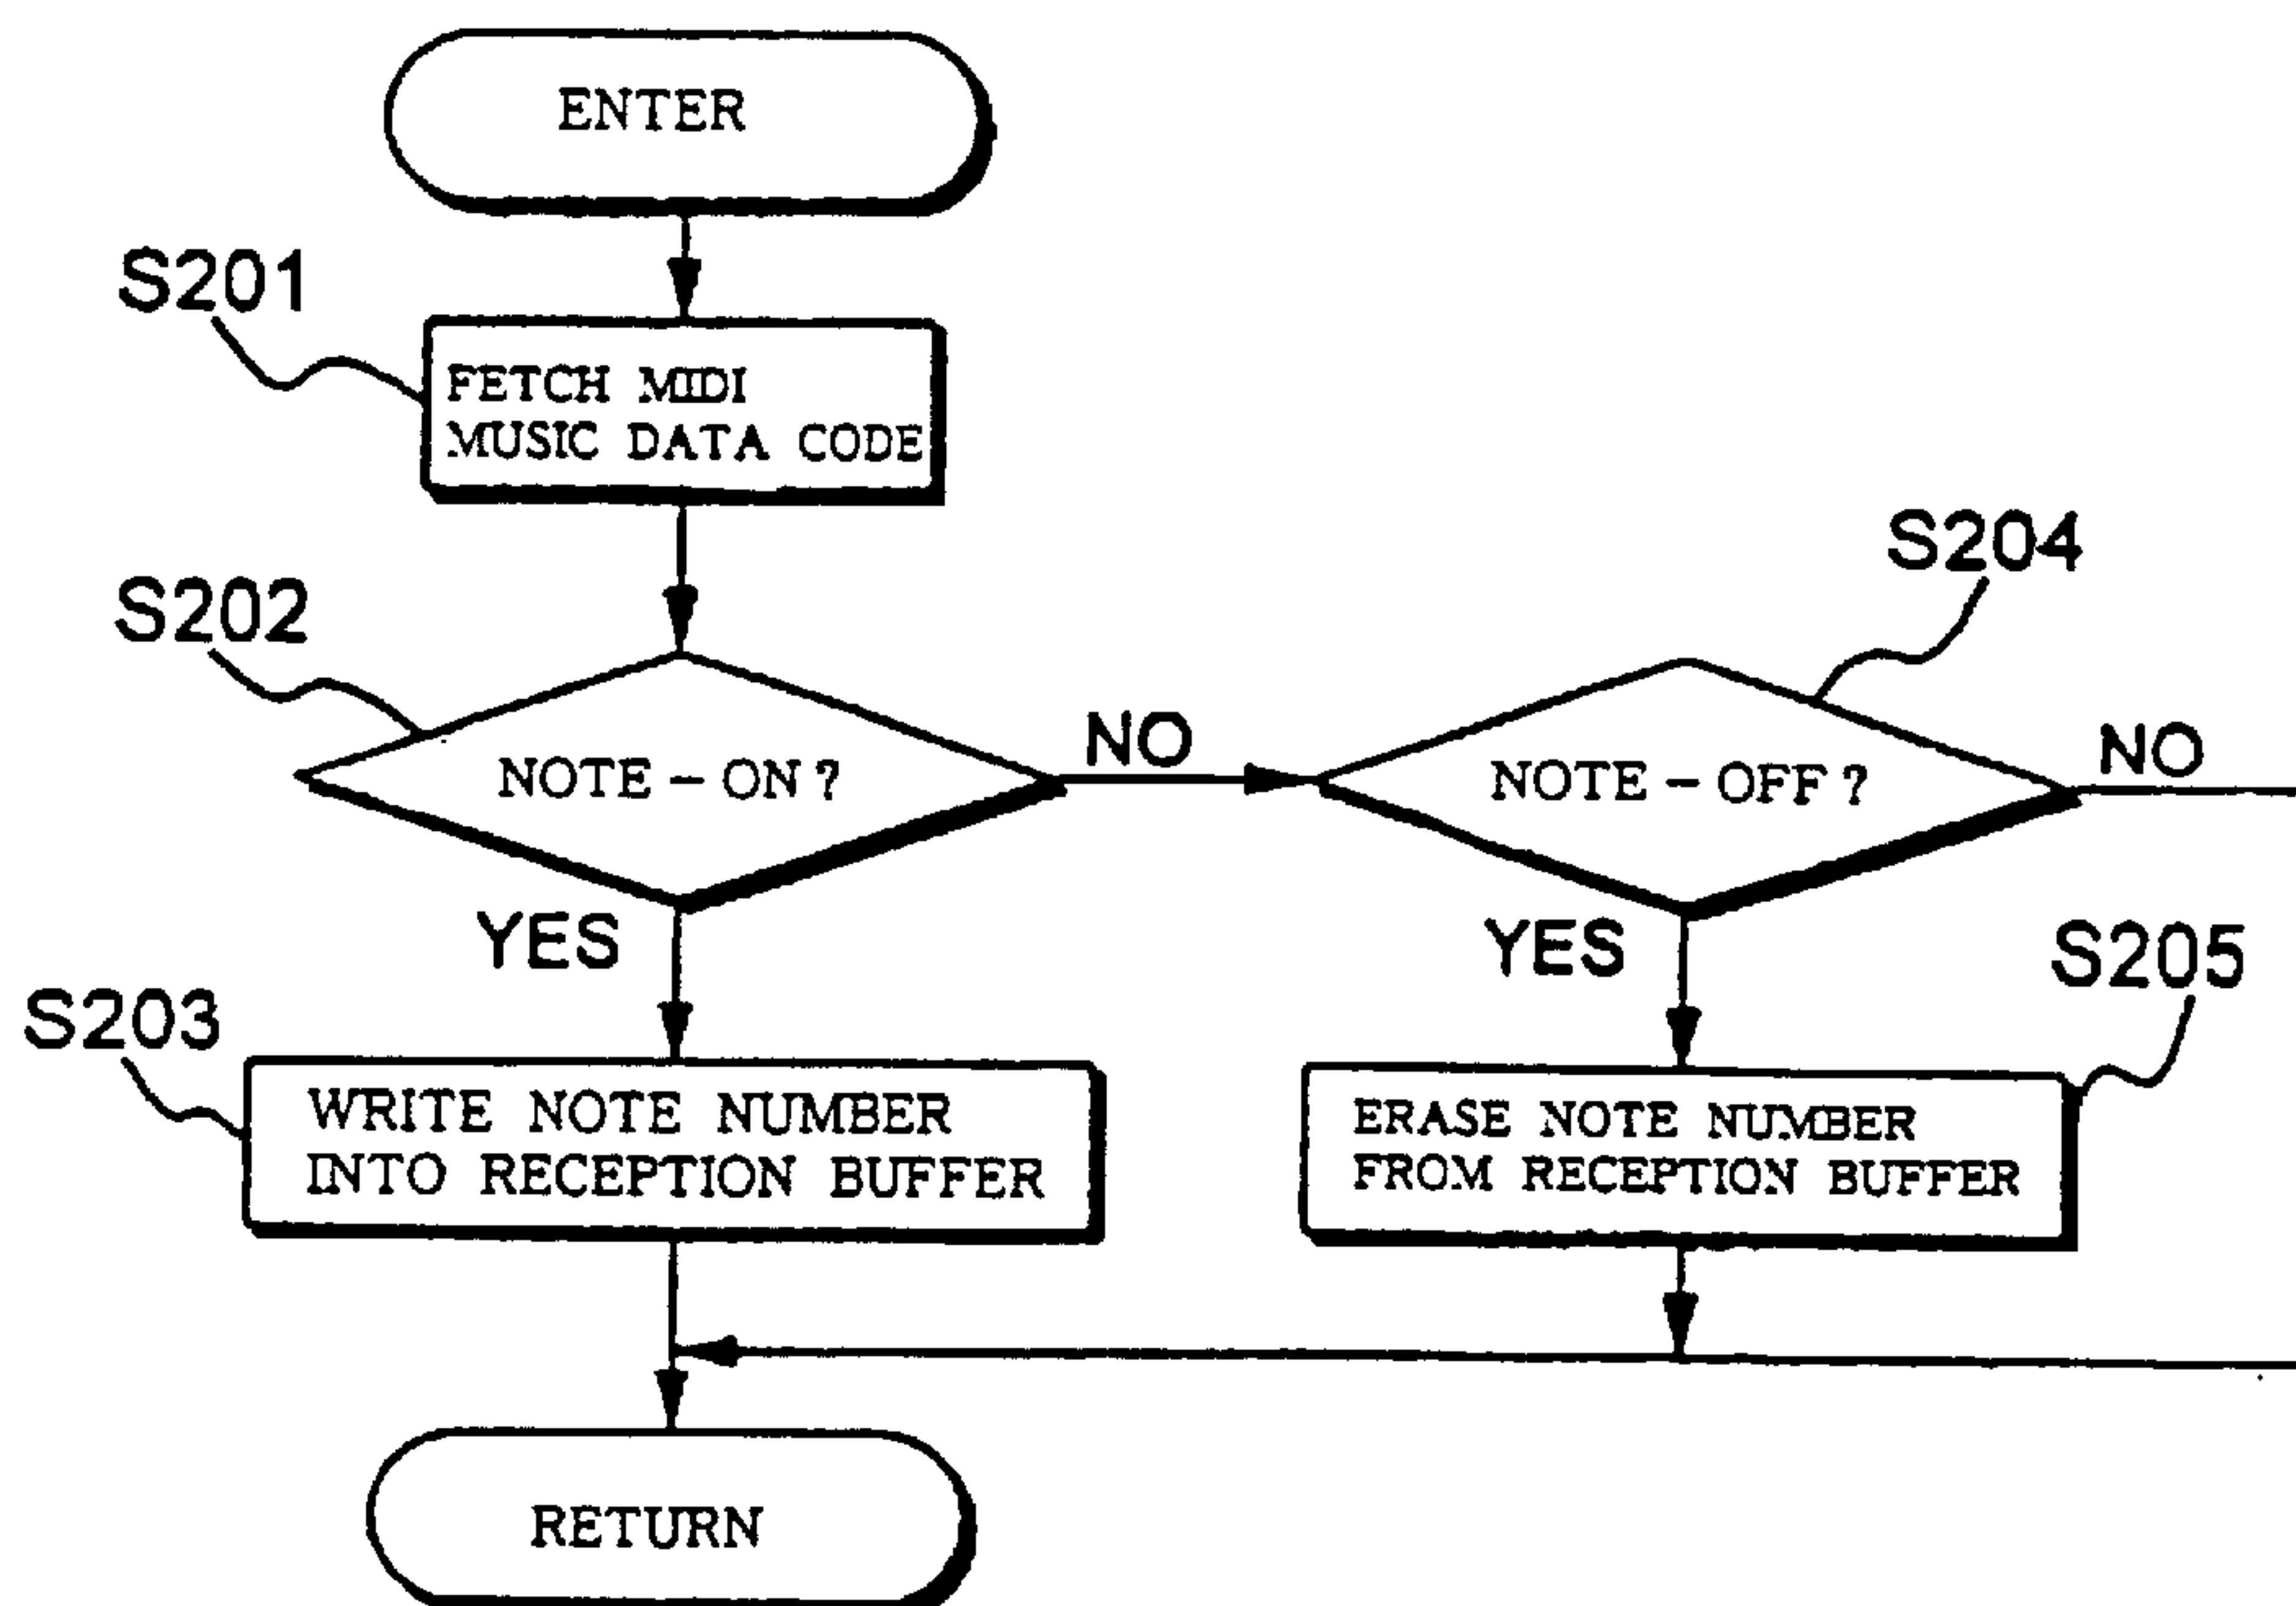 ENTER
S201
FETCH MIDI
MUSIC DATA CODE
S202
NOTE - ON ?
NO
S204
NOTE - OFF ?
NO
YES
YES
S203
WRITE NOTE NUMBER
INTO RECEPTION BUFFER
S205
ERASE NOTE NUMBER
FROM RECEPTION BUFFER
RETURN